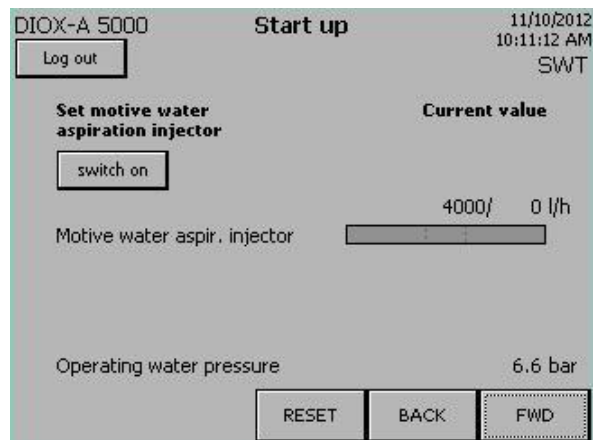 DIOX-A 5000 Start up 11/10/2012
10:11:12 AM
Log out
SWT
Set motive water
aspiration injector
Current value
switch on
4000/ 0 l/h
Motive water aspir. injector
Operating water pressure 6.6 bar
RESET BACK FWD